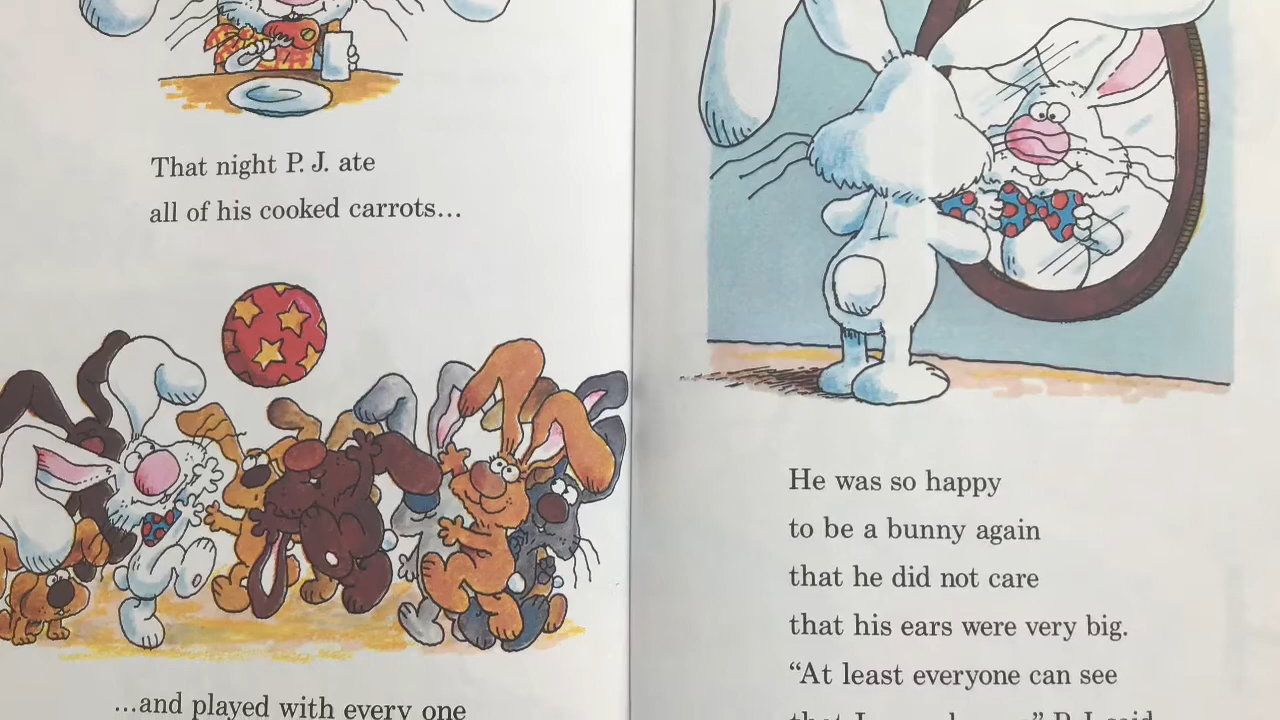 That night P. J. ate
all of his cooked carrots...
...and played with every one
He was so happy
to be a bunny again
that he did not care
that his ears were very big.
“At least everyone can see